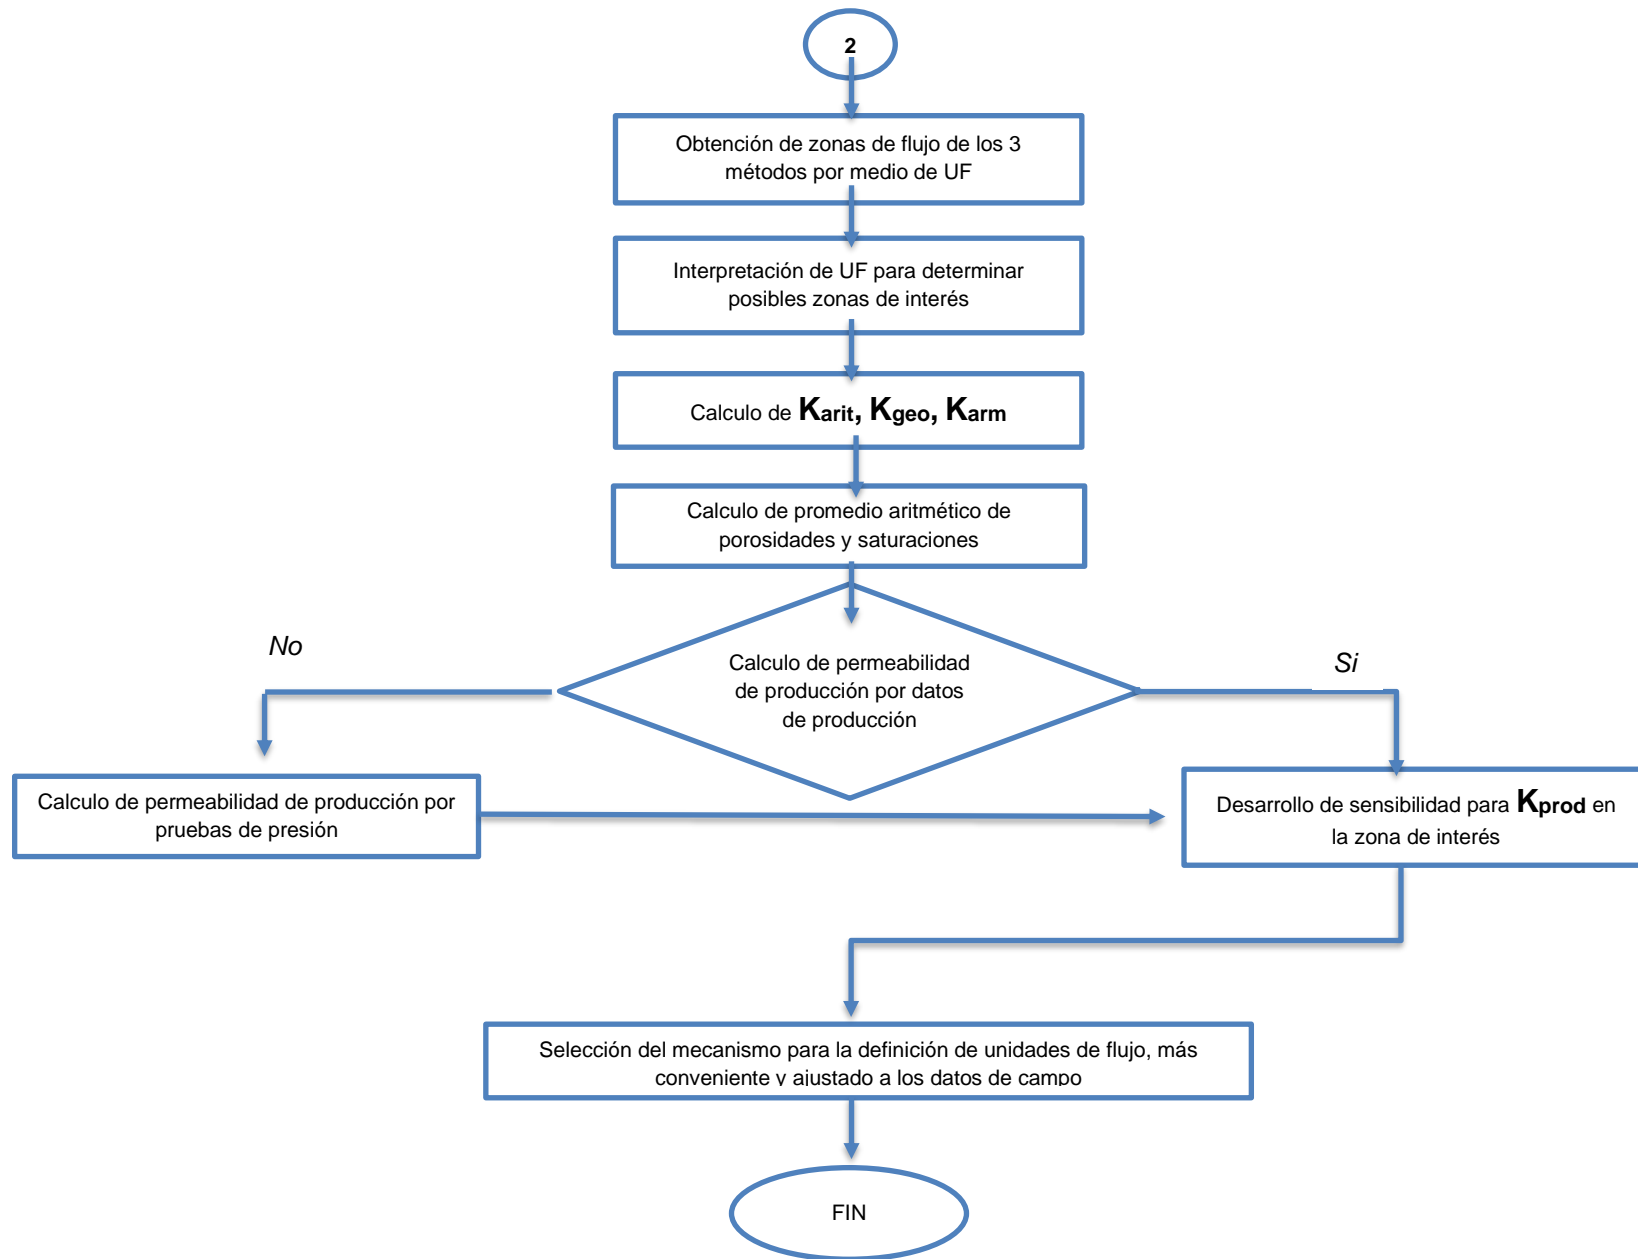 2
Obtención de zonas de flujo de los 3
métodos por medio de UF
Interpretación de UF para determinar
posibles zonas de interés
Calculo de Karit, Kgeo, Karm
Calculo de promedio aritmético de
porosidades y saturaciones
No
Si
Calculo de permeabilidad
de producción por datos
de producción
Calculo de permeabilidad de producción por
pruebas de presión
Desarrollo de sensibilidad para Kprod en
la zona de interés
Selección del mecanismo para la definición de unidades de flujo, más
conveniente y ajustado a los datos de campo
FIN